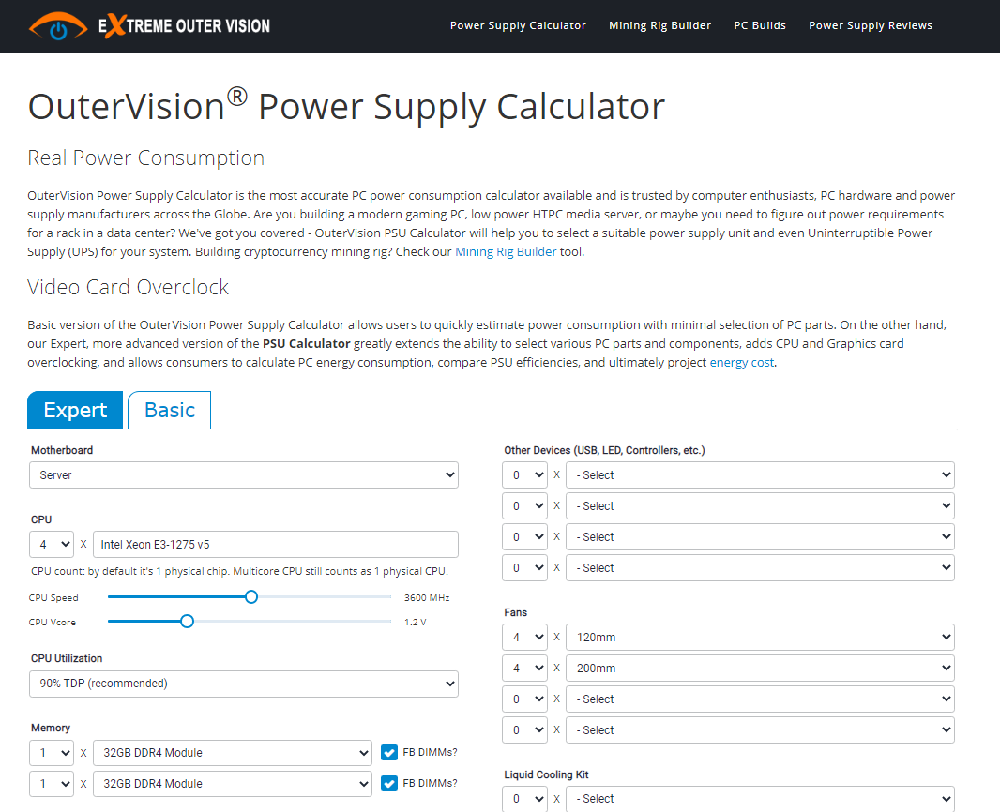 EXTREME OUTER VISION
Power Supply Calculator Mining Rig Builder PC Builds Power Supply Reviews
OuterVision® Power Supply Calculator
Real Power Consumption
OuterVision Power Supply Calculator is the most accurate PC power consumption calculator available and is trusted by computer enthusiasts, PC hardware and power
supply manufacturers across the Globe. Are you building a modern gaming PC, low power HTPC media server, or maybe you need to figure out power requirements
for a rack in a data center? We've got you covered - OuterVision PSU Calculator will help you to select a suitable power supply unit and even Uninterruptible Power
Supply (UPS) for your system. Building cryptocurrency mining rig? Check our Mining Rig Builder tool.
Video Card Overclock
Basic version of the OuterVision Power Supply Calculator allows users to quickly estimate power consumption with minimal selection of PC parts. On the other hand,
our Expert, more advanced version of the PSU Calculator greatly extends the ability to select various PC parts and components, adds CPU and Graphics card
overclocking, and allows consumers to calculate PC energy consumption, compare PSU efficiencies, and ultimately project energy cost.
Expert Basic
Motherboard
Server
CPU
4 X Intel Xeon E3-1275 v5
CPU count: by default it's 1 physical chip. Multicore CPU still counts as 1 physical CPU.
CPU Speed 3600 MHz
CPU Vcore 1.2 V
CPU Utilization
90% TDP (recommended)
Memory
1 X 32GB DDR4 Module FB DIMMs?
1 X 32GB DDR4 Module FB DIMMs?
Other Devices (USB, LED, Controllers, etc.)
0 X - Select
0 X - Select
0 X - Select
0 X - Select
Fans
4 X 120mm
4 X 200mm
0 X - Select
0 X - Select
Liquid Cooling Kit
0 X - Select